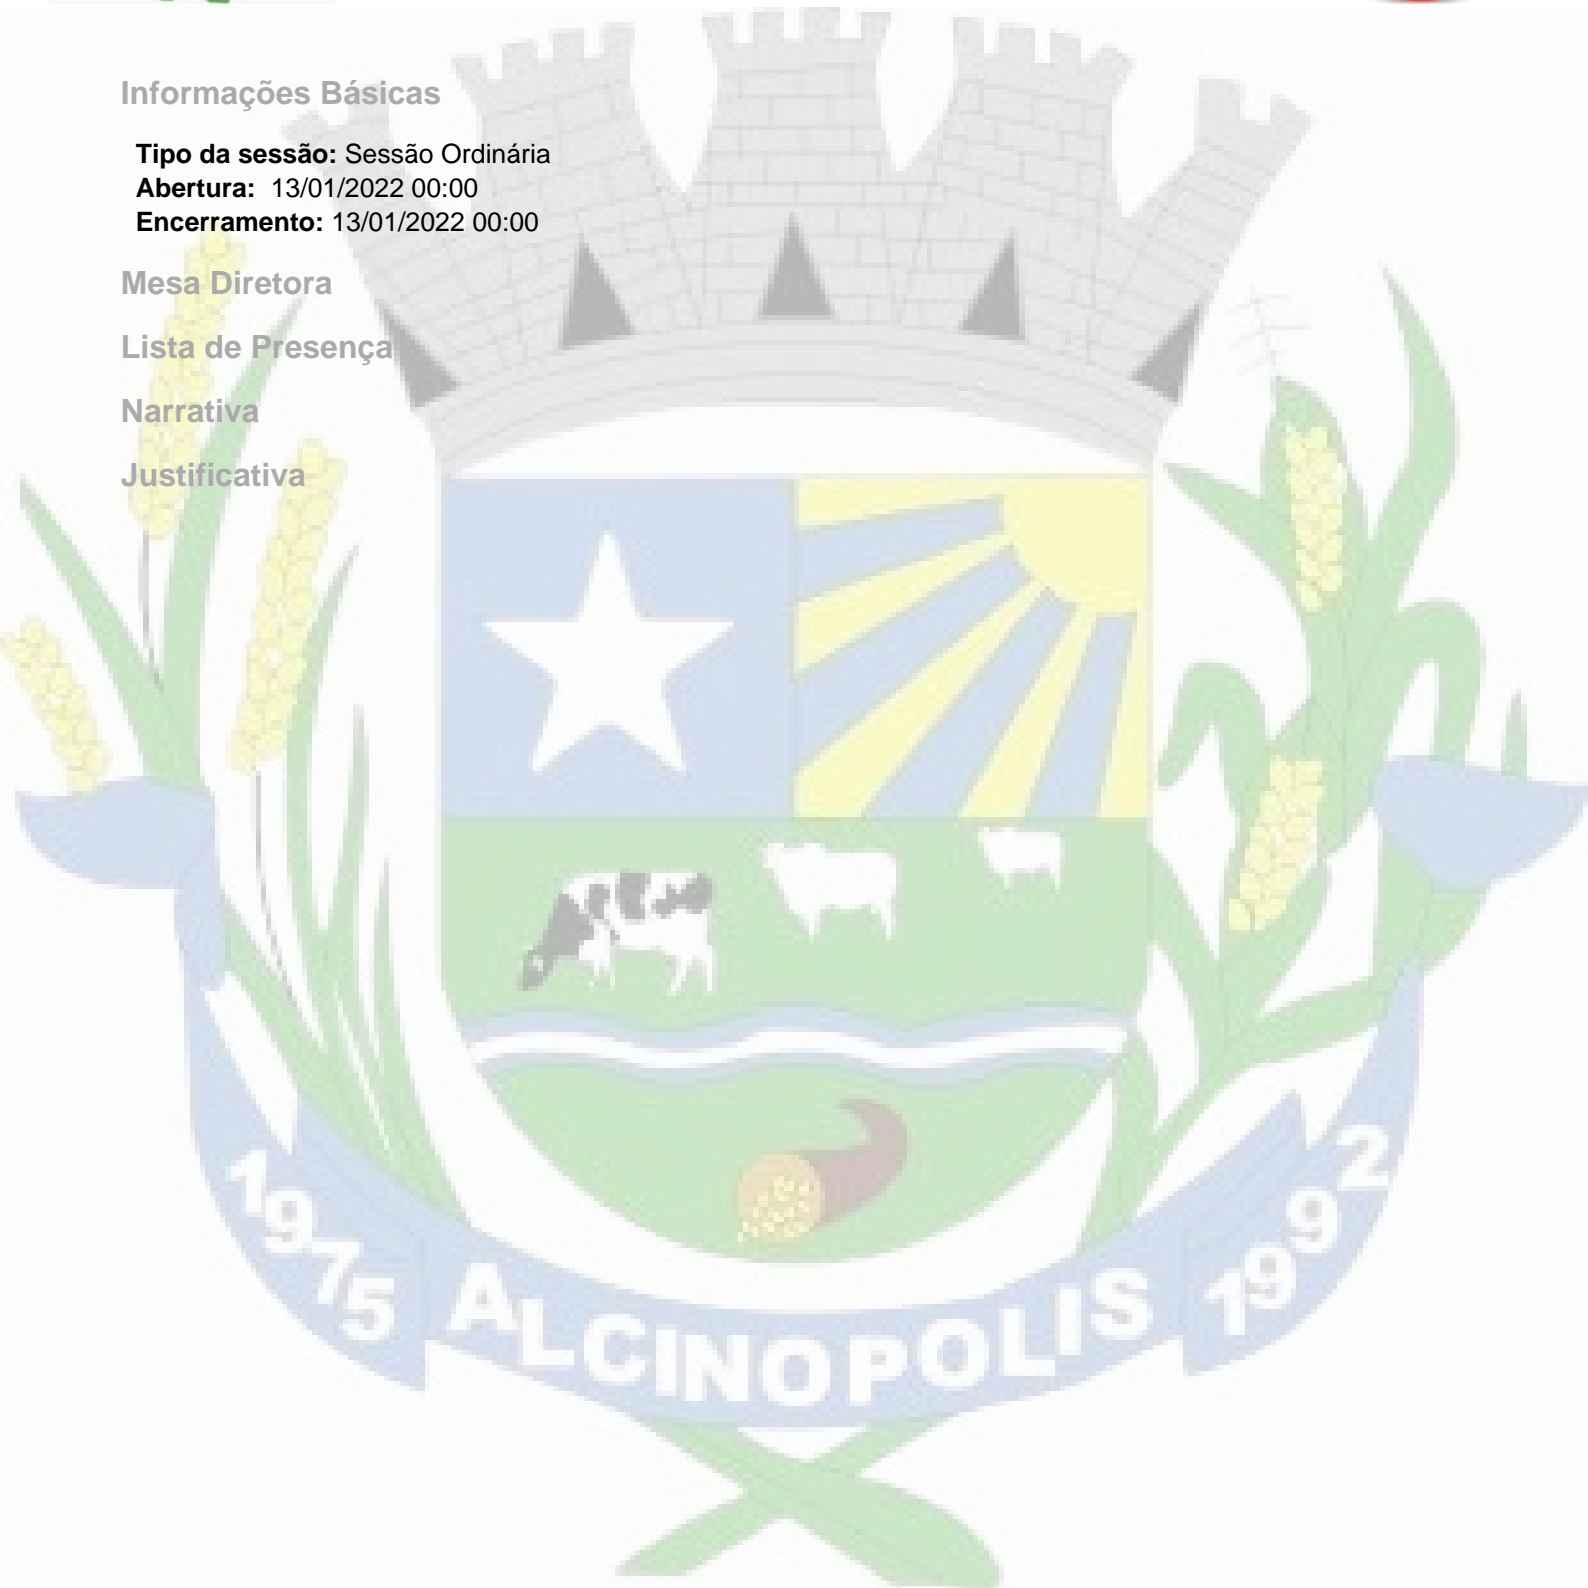 Informações Básicas
Tipo da sessão: Sessão Ordinária
Abertura: 13/01/2022 00:00
Encerramento: 13/01/2022 00:00
Mesa Diretora
Lista de Presença
Narrativa
Justificativa
1975 ALCINOPOLIS 1992